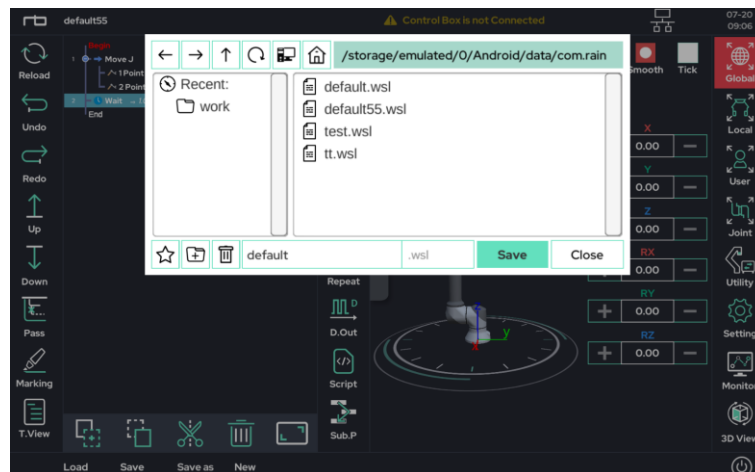 default55
Control Box is not Connected
07-20
09:06
Reload
Undo
Redo
Up
Down
Pass
Marking
T.View
Begin
1 Move J
1 Point
2 Point
2 Wait
End
/storage/emulated/0/Android/data/com.rain
Recent:
work
default.wsl
default55.wsl
test.wsl
tt.wsl
default
.wsl
Save
Close
Repeat
D.Out
D
Script
Sub.P
Smooth
Tick
X
0.00
Y
0.00
Z
0.00
RX
0.00
RY
0.00
RZ
0.00
y
Global
Local
User
Joint
Utility
Setting
Monitor
3D View
Load
Save
Save as
New